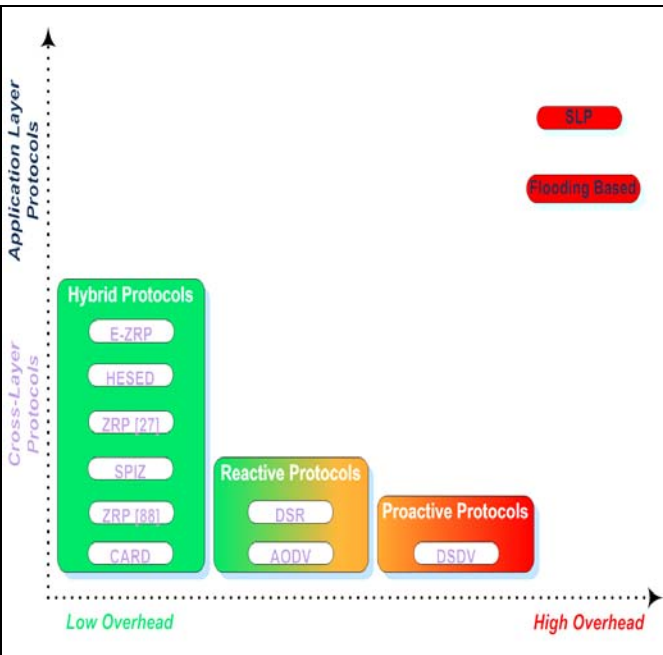 Application Layer
Protocols
SLP
Flooding Based
Cross-Layer
Protocols
Hybrid Protocols
E-ZRP
HESED
ZRP [27]
SPIZ
ZRP [88]
CARD
Reactive Protocols
DSR
AODV
Proactive Protocols
DSDV
Low Overhead
High Overhead